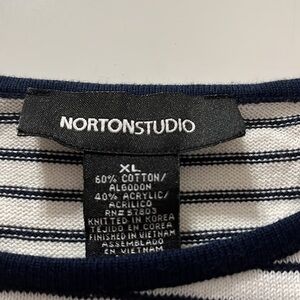 NORTONSTUDIO
XL
60% COTTON/
ALGODON
40% ACRYLIC/
ACRILICO
RN# 57803
KNITTED IN KOREA
TEJIDO EN COREA
FINISHED IN VIETNAM
ASSEMBLADO
EN VIETNAM